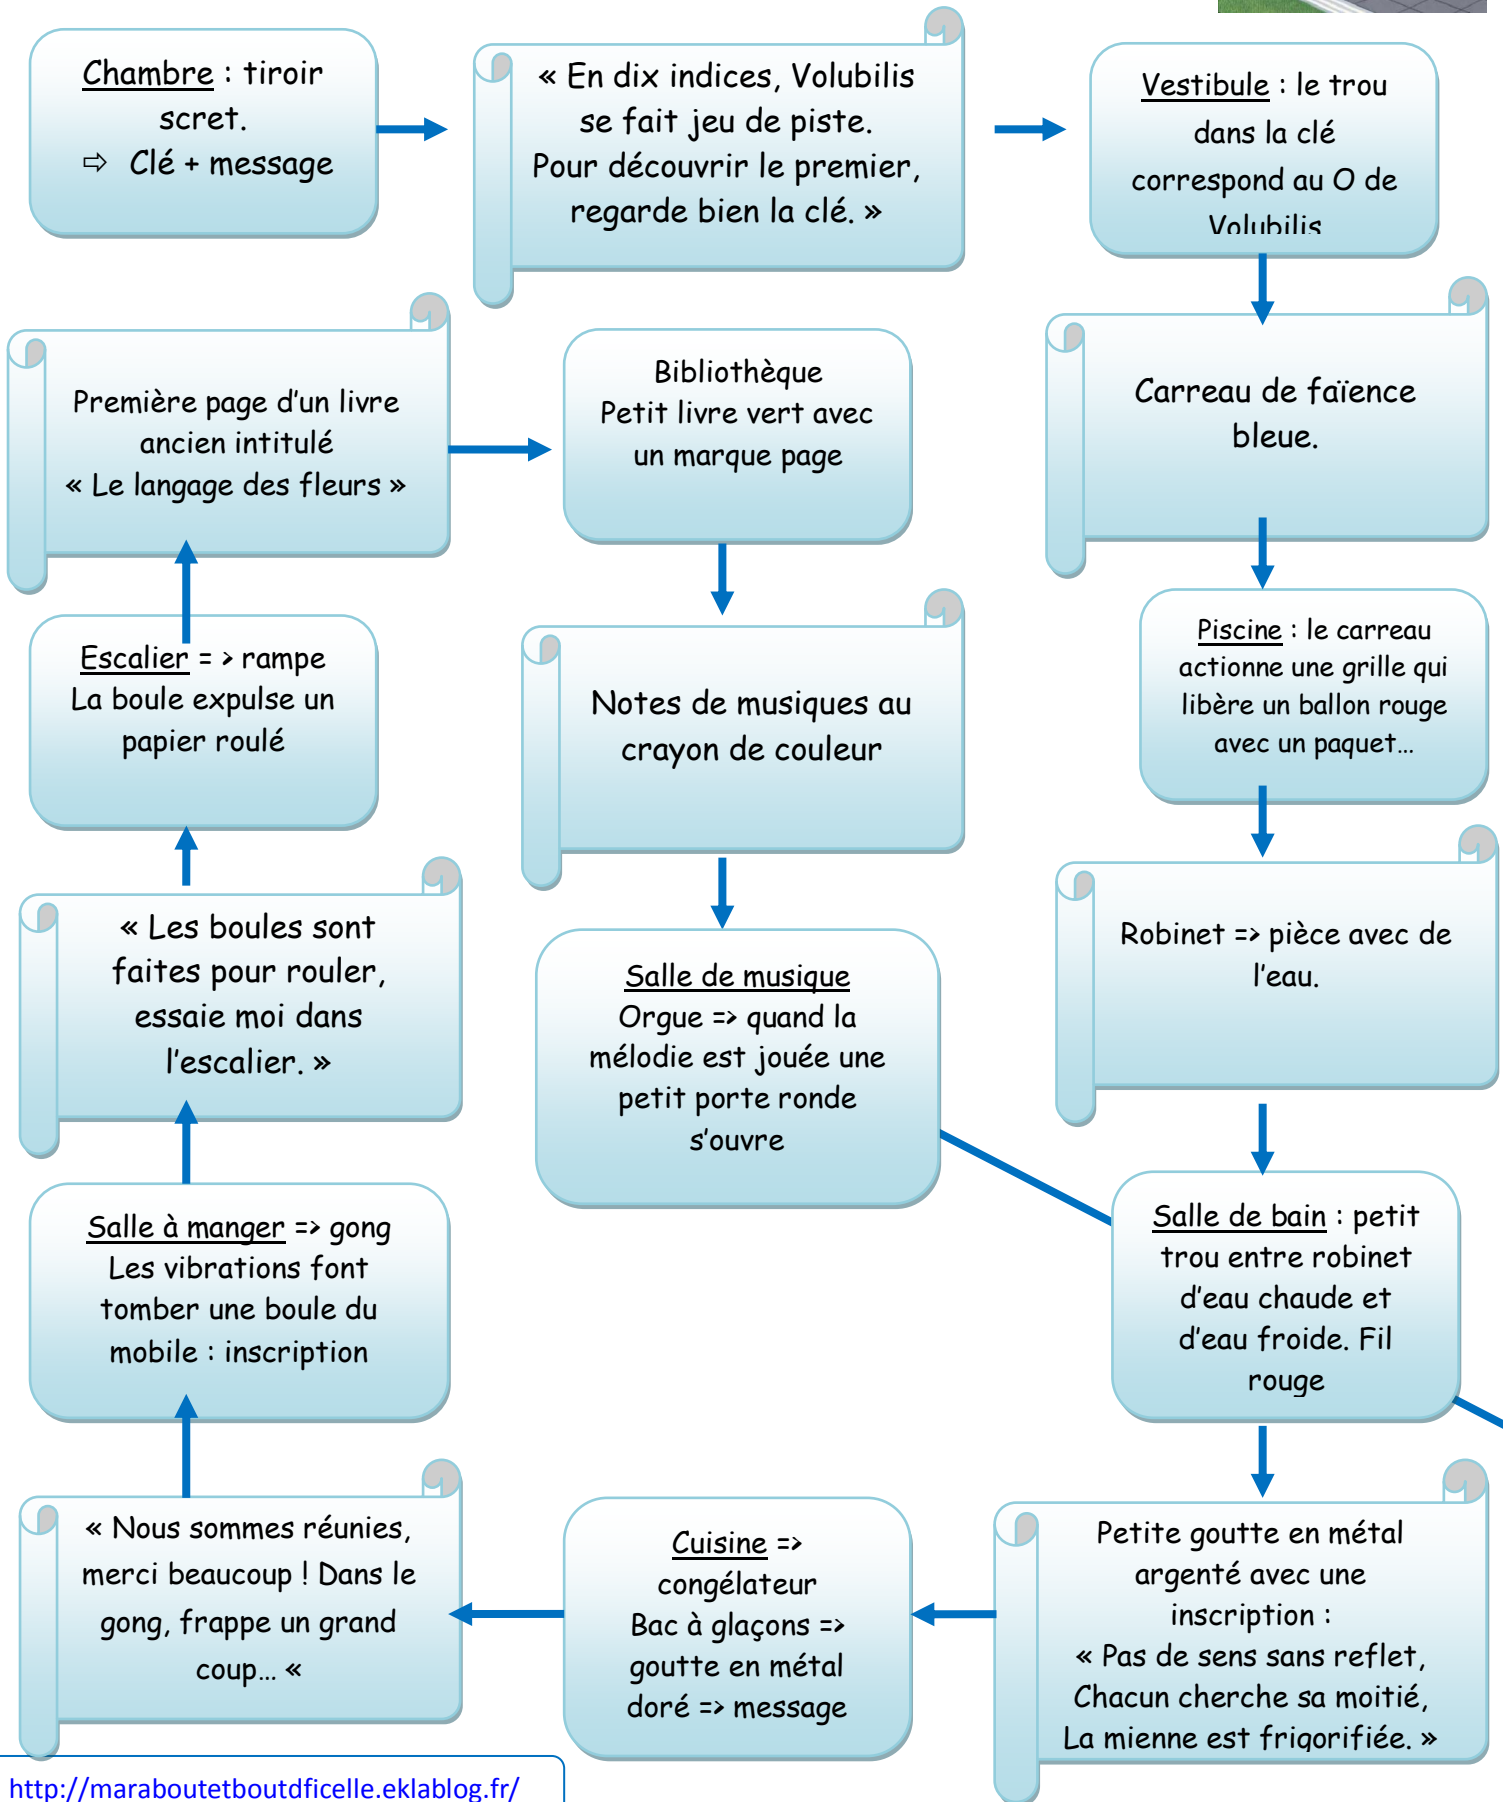 Chambre : tiroir
scret.
⇨ Clé + message
« En dix indices, Volubilis
se fait jeu de piste.
Pour découvrir le premier,
regarde bien la clé. »
Vestibule : le trou
dans la clé
correspond au O de
Volubilis
Carreau de faïence
bleue.
Piscine : le carreau
actionne une grille qui
libère un ballon rouge
avec un paquet…
Robinet => pièce avec de
l'eau.
Salle de bain : petit
trou entre robinet
d'eau chaude et
d'eau froide. Fil
rouge
Petite goutte en métal
argenté avec une
inscription :
« Pas de sens sans reflet,
Chacun cherche sa moitié,
La mienne est frigorifiée. »
Cuisine =>
congélateur
Bac à glaçons =>
goutte en métal
doré => message
« Nous sommes réunies,
merci beaucoup ! Dans le
gong, frappe un grand
coup… «
Salle à manger => gong
Les vibrations font
tomber une boule du
mobile : inscription
« Les boules sont
faites pour rouler,
essaie moi dans
l'escalier. »
Escalier = > rampe
La boule expulse un
papier roulé
Première page d'un livre
ancien intitulé
« Le langage des fleurs »
Bibliothèque
Petit livre vert avec
un marque page
Notes de musiques au
crayon de couleur
Salle de musique
Orgue => quand la
mélodie est jouée une
petit porte ronde
s'ouvre
http://maraboutetboutdficelle.eklablog.fr/